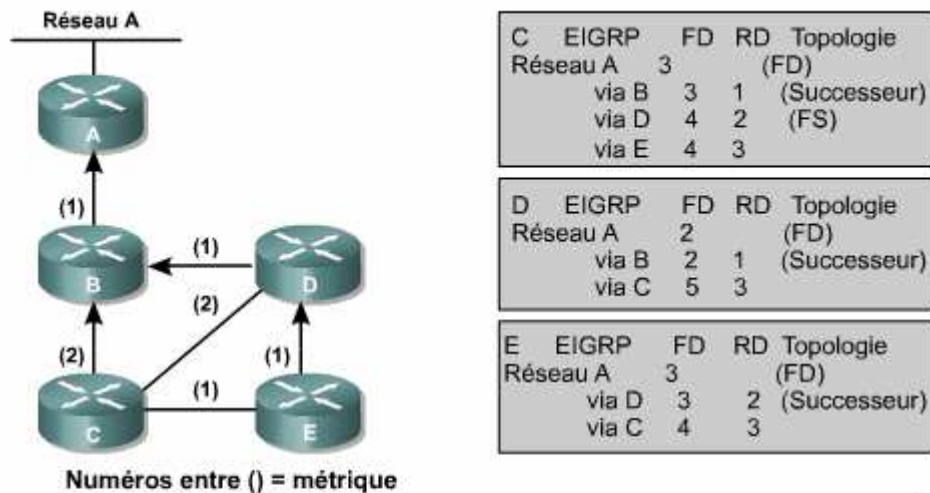 Réseau A
A
(1)
(1)
B
D
(2)
(2)
(1)
(1)
C
E
Numéros entre () = métrique
C EIGRP FD RD Topologie
Réseau A 3 (FD)
via B 3 1 (Successeur)
via D 4 2 (FS)
via E 4 3
D EIGRP FD RD Topologie
Réseau A 2 (FD)
via B 2 1 (Successeur)
via C 5 3
E EIGRP FD RD Topologie
Réseau A 3 (FD)
via D 3 2 (Successeur)
via C 4 3